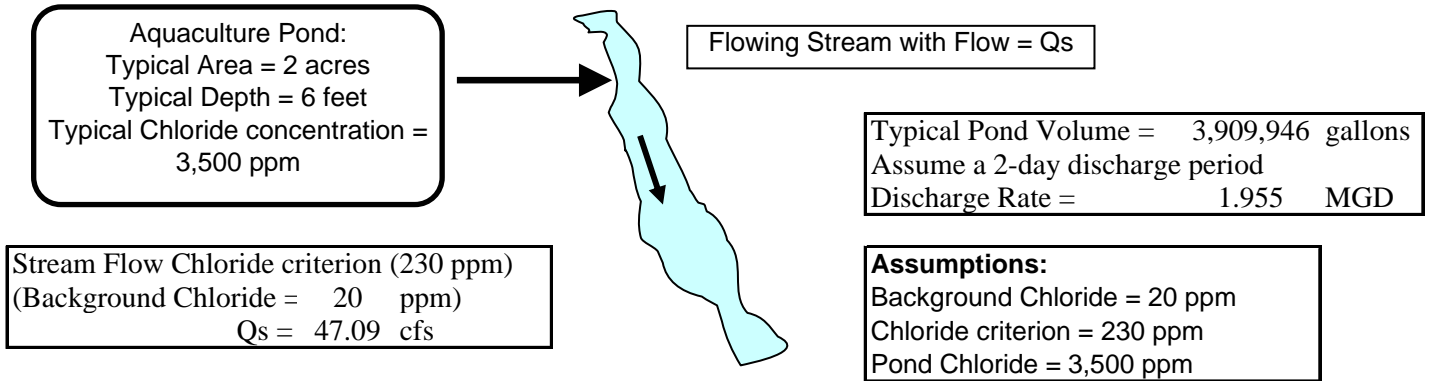 Aquaculture Pond:
Typical Area = 2 acres
Typical Depth = 6 feet
Typical Chloride concentration =
3,500 ppm
Flowing Stream with Flow = Qs
Typical Pond Volume = 3,909,946 gallons
Assume a 2-day discharge period
Discharge Rate = 1.955 MGD
Stream Flow Chloride criterion (230 ppm)
(Background Chloride = 20 ppm)
Qs = 47.09 cfs
Assumptions:
Background Chloride = 20 ppm
Chloride criterion = 230 ppm
Pond Chloride = 3,500 ppm